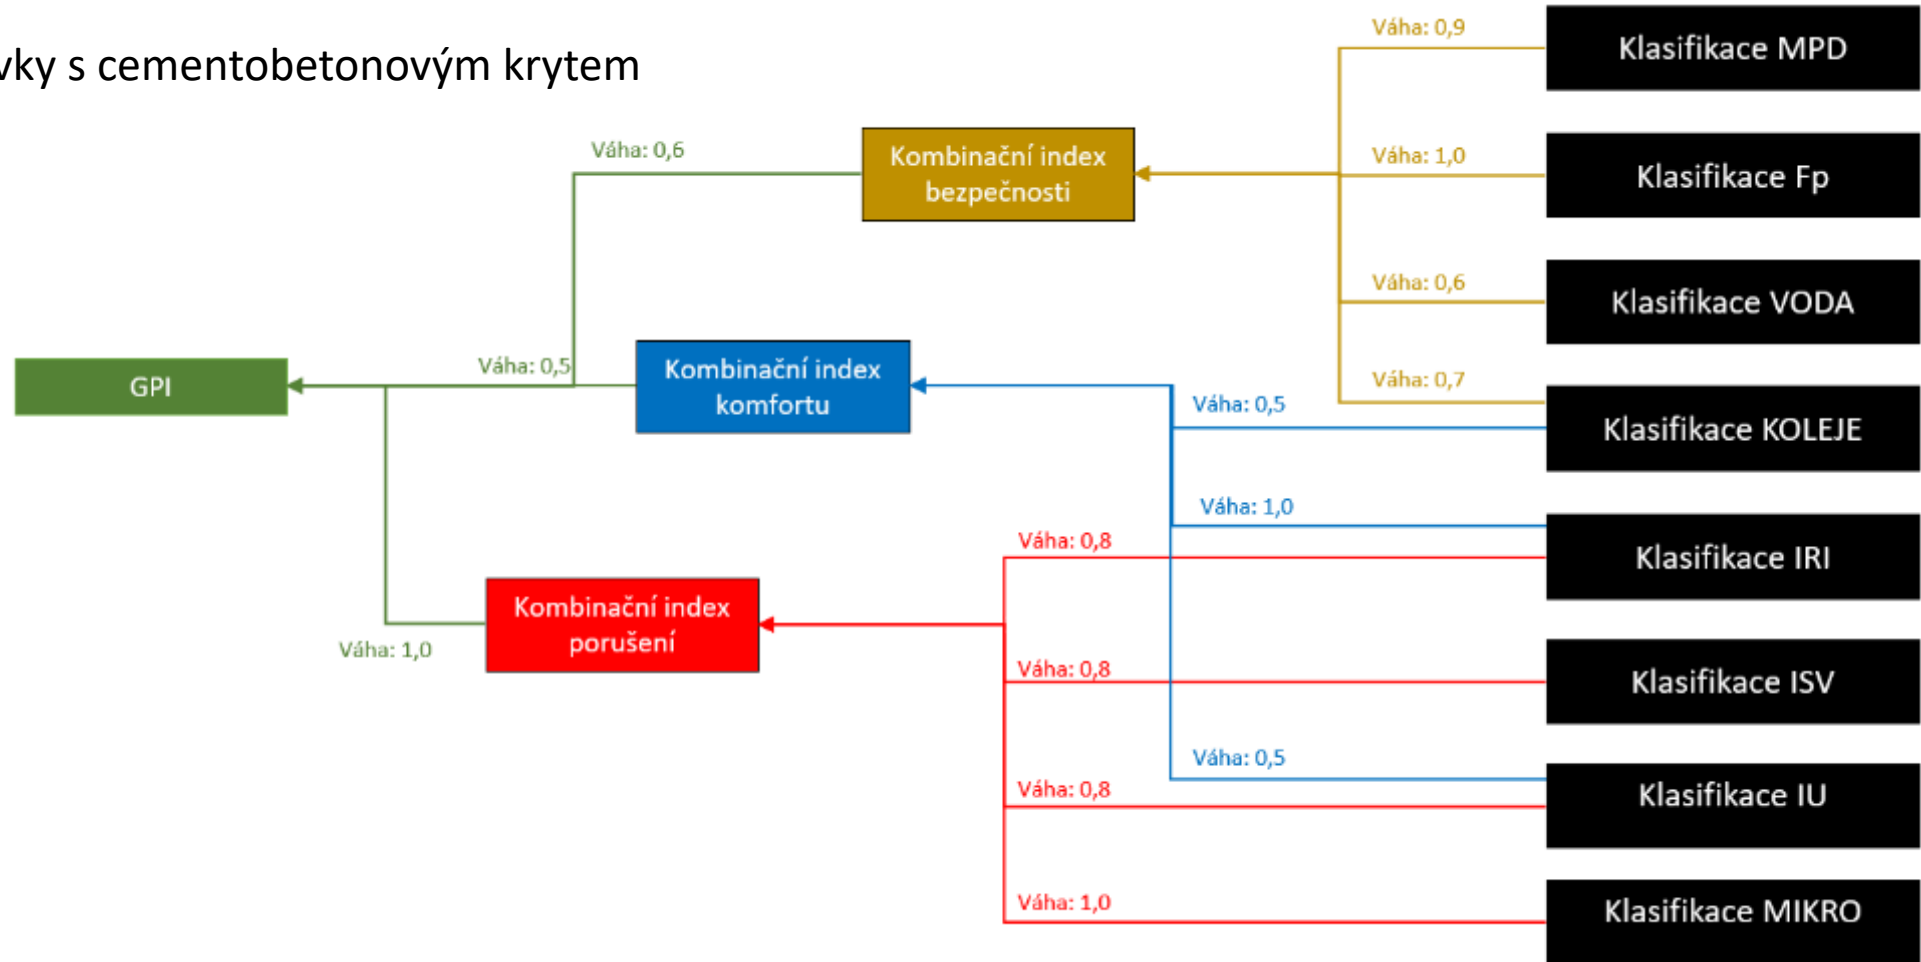 vky s cementobetonovým krytem
Váha: 0,9
Klasifikace MPD
Váha: 0,6
Kombinační index
bezpečnosti
Váha: 1,0
Klasifikace Fp
Váha: 0,6
Klasifikace VODA
GPI
Váha: 0,5
Kombinační index
komfortu
Váha: 0,7
Váha: 0,5
Klasifikace KOLEJE
Váha: 1,0
Váha: 0,8
Klasifikace IRI
Kombinační index
porušení
Váha: 1,0
Váha: 0,8
Klasifikace ISV
Váha: 0,5
Váha: 0,8
Klasifikace IU
Váha: 1,0
Klasifikace MIKRO